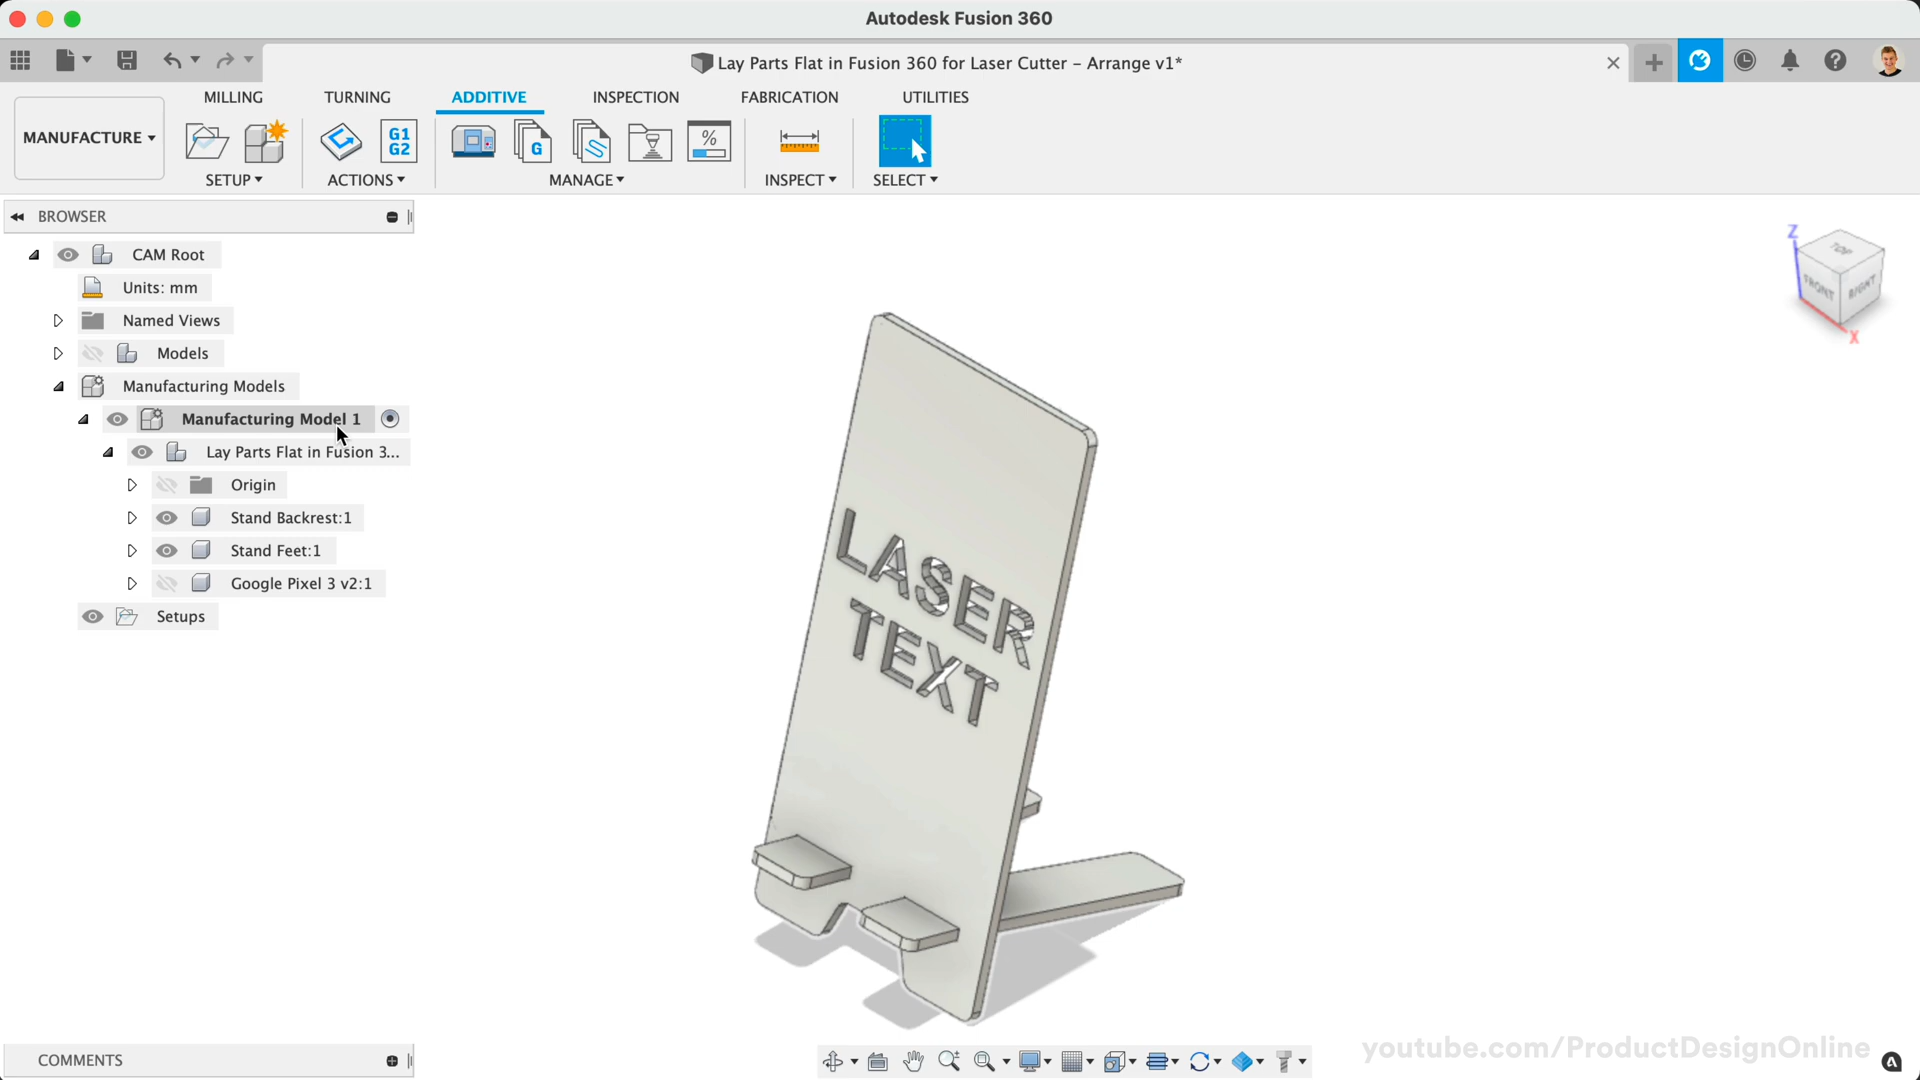 Autodesk Fusion 360
Lay Parts Flat in Fusion 360 for Laser Cutter – Arrange v1*
MILLING TURNING ADDITIVE INSPECTION FABRICATION UTILITIES
MANUFACTURE
G1
G2
G
%
SETUP ACTIONS MANAGE INSPECT SELECT
BROWSER
CAM Root
Units: mm
Named Views
Models
Manufacturing Models
Manufacturing Model 1
Lay Parts Flat in Fusion 3...
Origin
Stand Backrest:1
Stand Feet:1
Google Pixel 3 v2:1
Setups
Z
TOP
FRONT
RIGHT
X
LASER
TEXT
COMMENTS
youtube.com/ProductDesignOnline